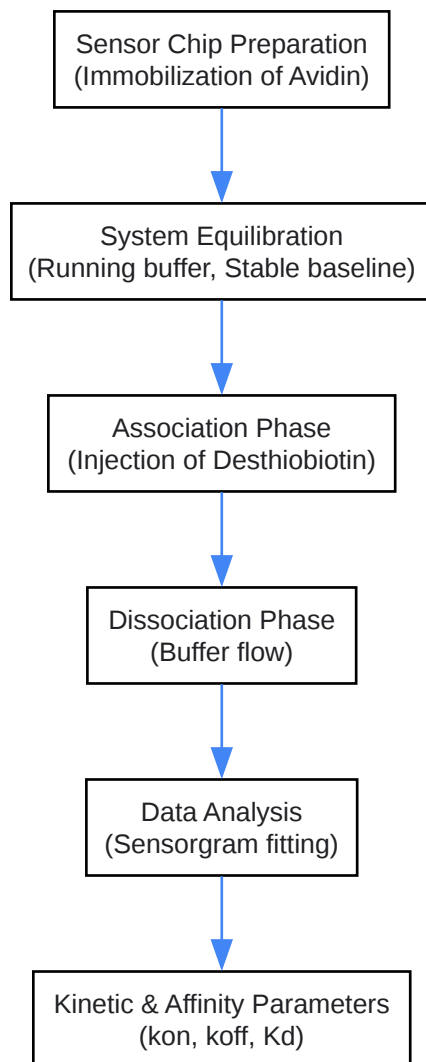 Sensor Chip Preparation
(Immobilization of Avidin)
System Equilibration
(Running buffer, Stable baseline)
Association Phase
(Injection of Desthiobiotin)
Dissociation Phase
(Buffer flow)
Data Analysis
(Sensorgram fitting)
Kinetic & Affinity Parameters
(kon, koff, Kd)